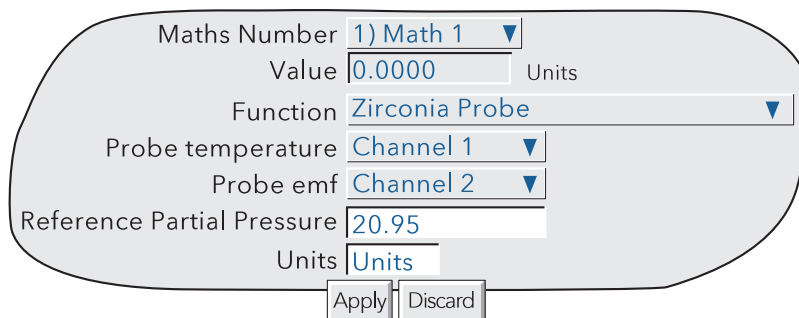 Maths Number 1) Math 1
Value 0.0000 Units
Function Zirconia Probe
Probe temperature Channel 1
Probe emf Channel 2
Reference Partial Pressure 20.95
Units Units
Apply Discard